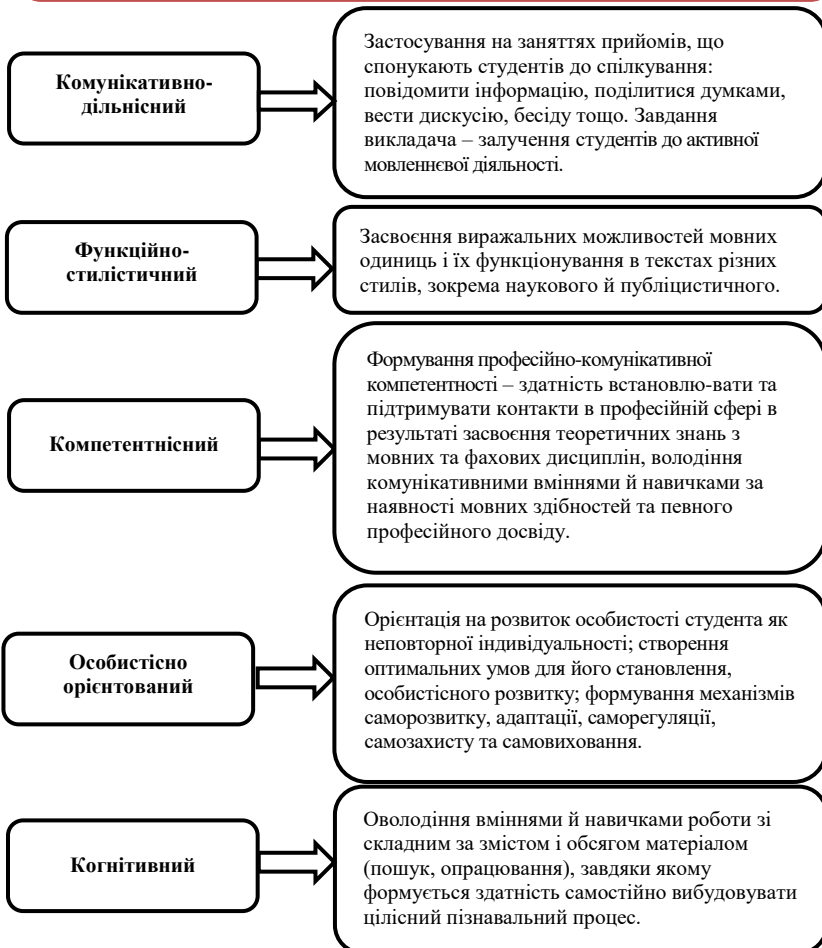 Комунікативно-
дільнісний
Застосування на заняттях прийомів, що
спонукають студентів до спілкування:
повідомити інформацію, поділитися думками,
вести дискусію, бесіду тощо. Завдання
викладача – залучення студентів до активної
мовленнєвої діяльності.
Функційно-
стилістичний
Засвоєння виражальних можливостей мовних
одиниць і їх функціонування в текстах різних
стилів, зокрема наукового й публіцистичного.
Компетентнісний
Формування професійно-комунікативної
компетентності – здатність встановлю-вати та
підтримувати контакти в професійній сфері в
результаті засвоєння теоретичних знань з
мовних та фахових дисциплін, володіння
комунікативними вміннями й навичками за
наявності мовних здібностей та певного
професійного досвіду.
Особистісно
орієнтований
Орієнтація на розвиток особистості студента як
неповторної індивідуальності; створення
оптимальних умов для його становлення,
особистісного розвитку; формування механізмів
саморозвитку, адаптації, саморегуляції,
самозахисту та самовиховання.
Когнітивний
Оволодіння вміннями й навичками роботи зі
складним за змістом і обсягом матеріалом
(пошук, опрацювання), завдяки якому
формується здатність самостійно вибудовувати
цілісний пізнавальний процес.